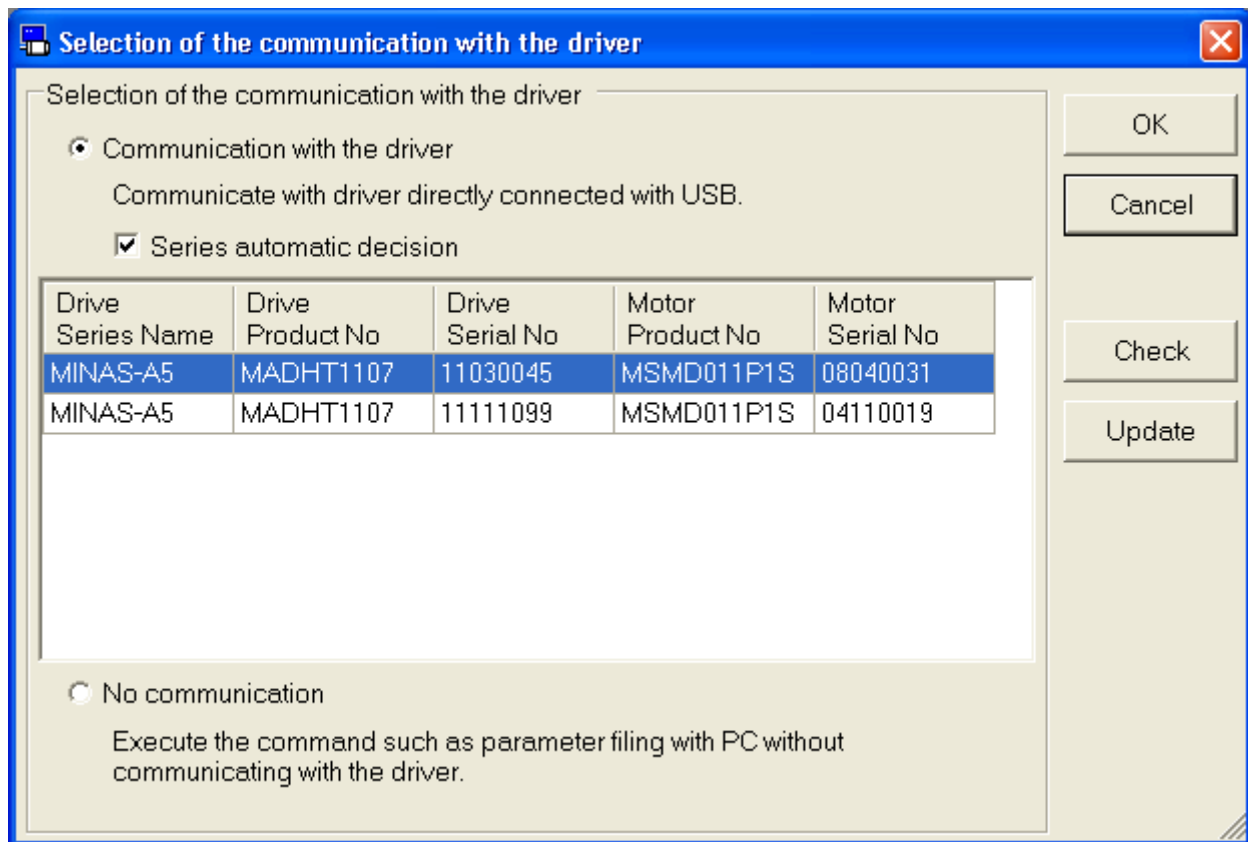 Selection of the communication with the driver
Selection of the communication with the driver
Communication with the driver
Communicate with driver directly connected with USB.
Series automatic decision
Drive Series Name Drive Product No Drive Serial No Motor Product No Motor Serial No
MINAS-A5 MADHT1107 11030045 MSMD011P1S 08040031
MINAS-A5 MADHT1107 11111099 MSMD011P1S 04110019
No communication
Execute the command such as parameter filing with PC without
communicating with the driver.
OK
Cancel
Check
Update